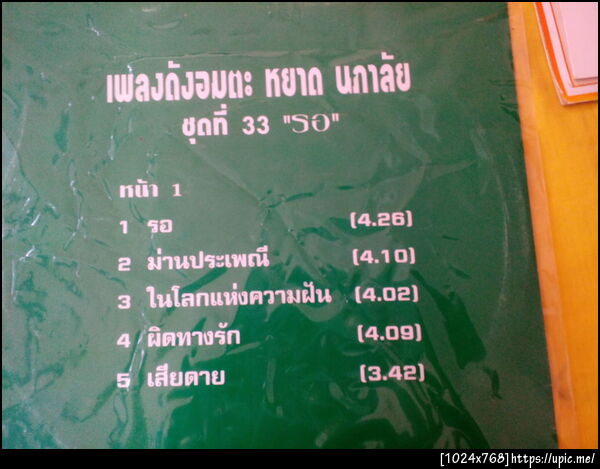 เพลงดังอมตะ หยาด นภาลัย
ชุดที่ 33 "รอ"
หน้า 1
1 รอ (4.26)
2 ม่านประเพณี (4.10)
3 ในโลกแห่งความฝัน (4.02)
4 ผิดทางรัก (4.09)
5 เสียดาย (3.42)
[1024x768]https://upic.me/